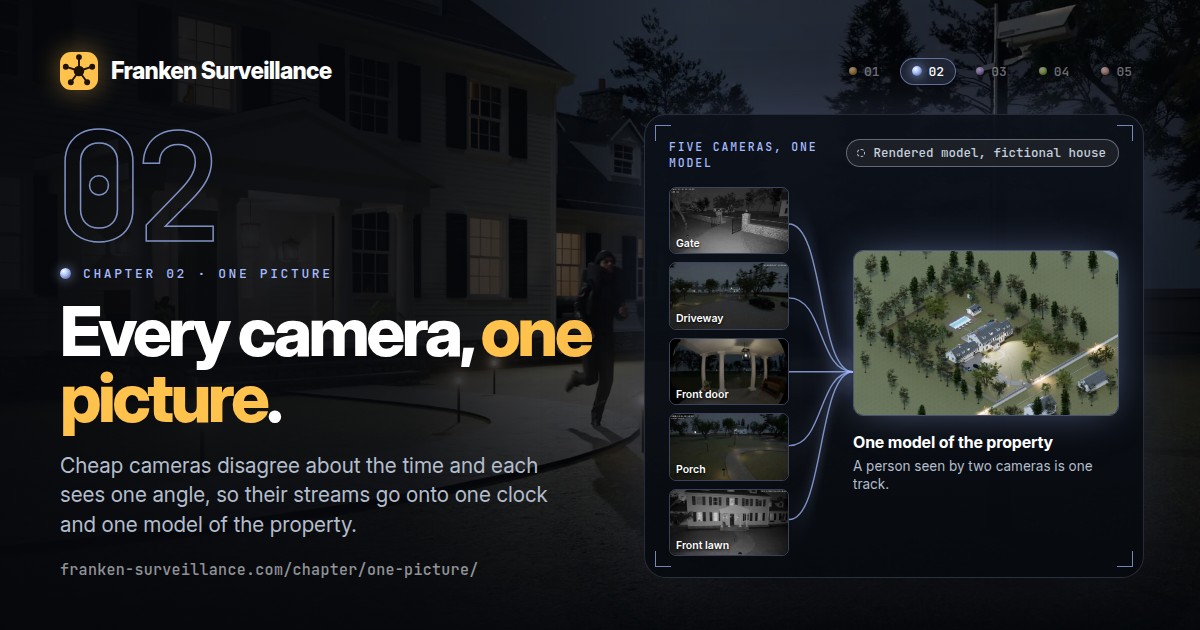 Franken Surveillance
01
02
03
04
05
02
CHAPTER 02 · ONE PICTURE
Every camera, one
picture.
Cheap cameras disagree about the time and each
sees one angle, so their streams go onto one clock
and one model of the property.
franken-surveillance.com/chapter/one-picture/
FIVE CAMERAS, ONE
MODEL
Rendered model, fictional house
Gate
Driveway
Front door
Porch
Front lawn
One model of the property
A person seen by two cameras is one
track.